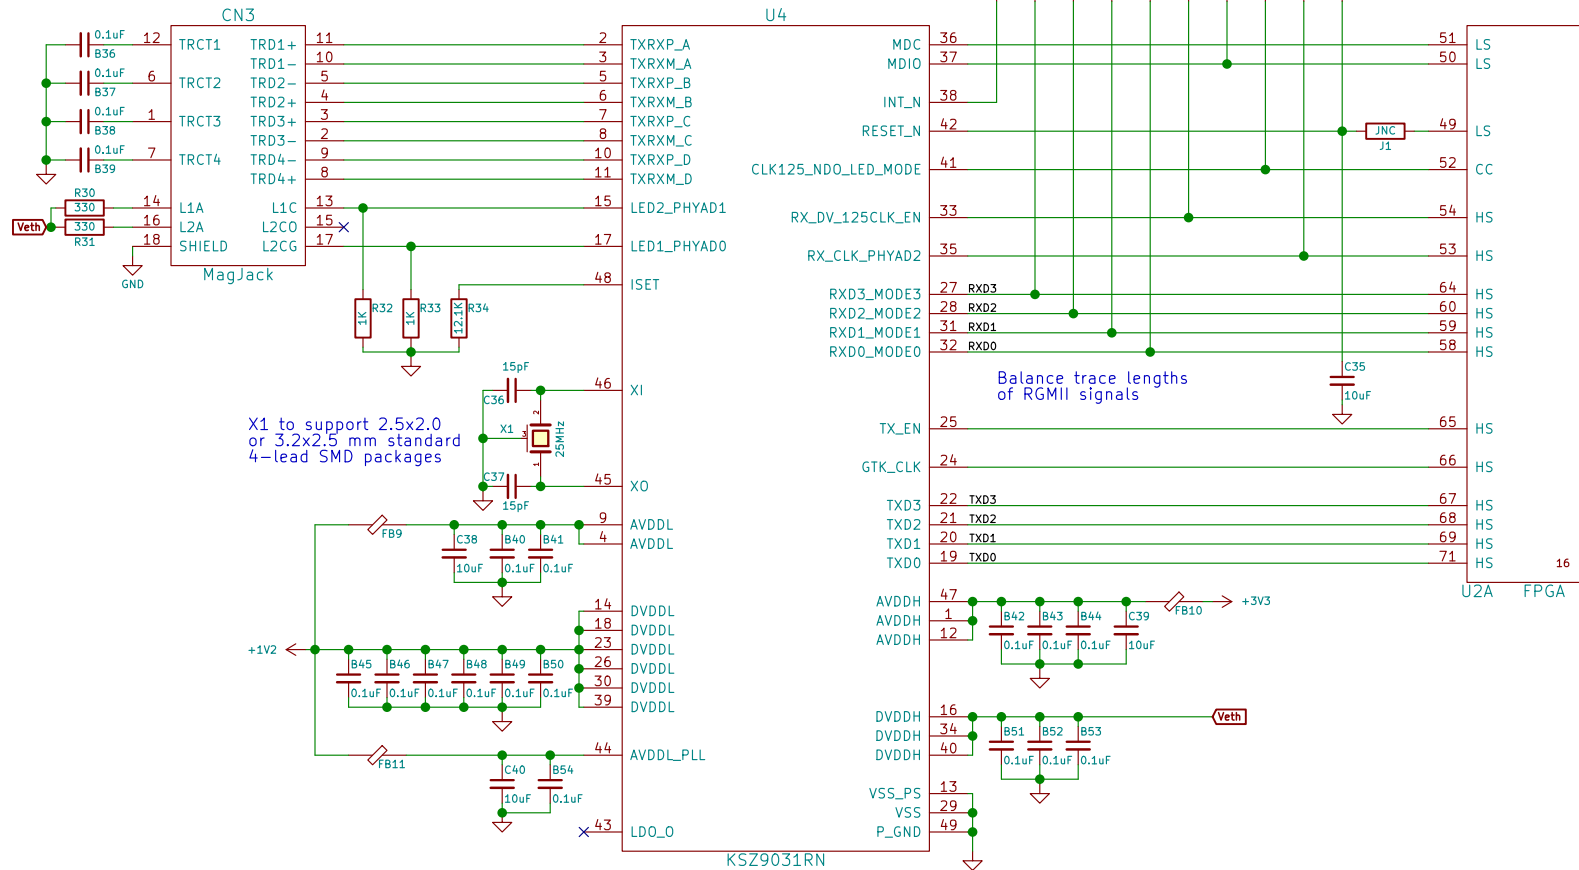 CN3
0.1uF
B36
12 TRCT1 TRD1+ 11
TRD1- 10
0.1uF
B37
6 TRCT2 TRD2- 5
TRD2+ 4
0.1uF
B38
1 TRCT3 TRD3+ 3
TRD3- 2
0.1uF
B39
7 TRCT4 TRD4- 9
TRD4+ 8
R30
330
14 L1A L1C 13
Veth
330
R31
16 L2A L2CO 15
18 SHIELD L2CG 17
GND
MagJack
1K R32
1K R33
12.1K R34
15pF
C36
X1
2
3
1
25MHz
C37
15pF
X1 to support 2.5x2.0
or 3.2x2.5 mm standard
4-lead SMD packages
FB9
C38
10uF
B40
0.1uF
B41
0.1uF
+1V2
B45
0.1uF
B46
0.1uF
B47
0.1uF
B48
0.1uF
B49
0.1uF
B50
0.1uF
FB11
C40
10uF
B54
0.1uF
U4
2 TXRXP_A
3 TXRXM_A
5 TXRXP_B
6 TXRXM_B
7 TXRXP_C
8 TXRXM_C
10 TXRXP_D
11 TXRXM_D
15 LED2_PHYAD1
17 LED1_PHYAD0
48 ISET
46 XI
45 XO
9 AVDDL
4 AVDDL
14 DVDDL
18 DVDDL
23 DVDDL
26 DVDDL
30 DVDDL
39 DVDDL
44 AVDDL_PLL
43 LDO_O
MDC 36
MDIO 37
INT_N 38
RESET_N 42
CLK125_NDO_LED_MODE 41
RX_DV_125CLK_EN 33
RX_CLK_PHYAD2 35
RXD3_MODE3 27 RXD3
RXD2_MODE2 28 RXD2
RXD1_MODE1 31 RXD1
RXD0_MODE0 32 RXD0
TX_EN 25
GTK_CLK 24
TXD3 22 TXD3
TXD2 21 TXD2
TXD1 20 TXD1
TXD0 19 TXD0
AVDDH 47
AVDDH 1
AVDDH 12
DVDDH 16
DVDDH 34
DVDDH 40
VSS_PS 13
VSS 29
P_GND 49
KSZ9031RN
Balance trace lengths
of RGMII signals
JNC
J1
C35
10uF
B42
0.1uF
B43
0.1uF
B44
0.1uF
C39
10uF
FB10
+3V3
B51
0.1uF
B52
0.1uF
B53
0.1uF
Veth
51 LS
50 LS
49 LS
52 CC
54 HS
53 HS
64 HS
60 HS
59 HS
58 HS
65 HS
66 HS
67 HS
68 HS
69 HS
71 HS
16
U2A FPGA